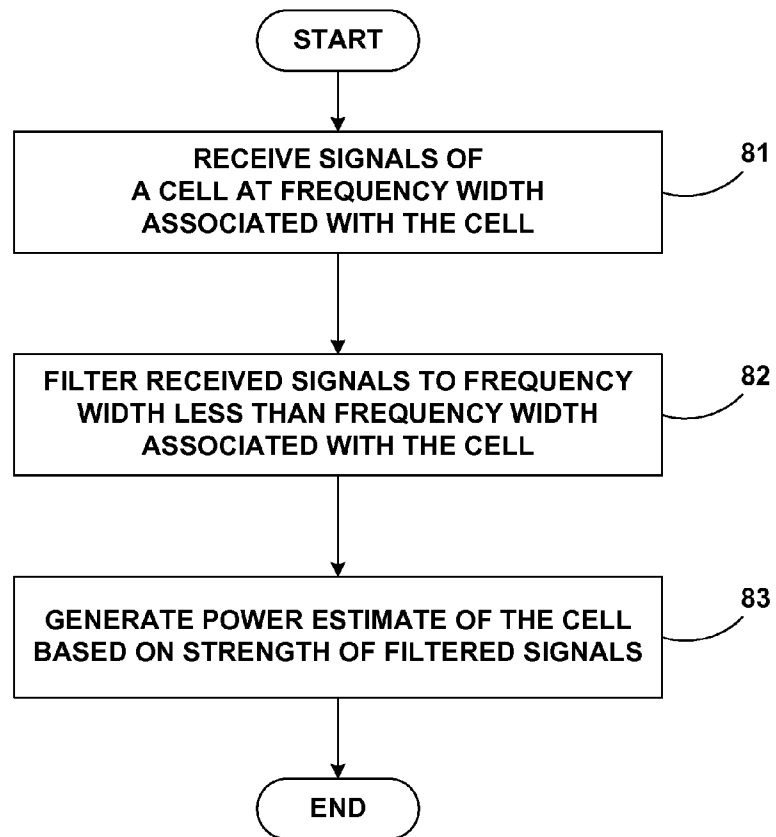 START
RECEIVE SIGNALS OF
A CELL AT FREQUENCY WIDTH
ASSOCIATED WITH THE CELL
81
FILTER RECEIVED SIGNALS TO FREQUENCY
WIDTH LESS THAN FREQUENCY WIDTH
ASSOCIATED WITH THE CELL
82
GENERATE POWER ESTIMATE OF THE CELL
BASED ON STRENGTH OF FILTERED SIGNALS
83
END